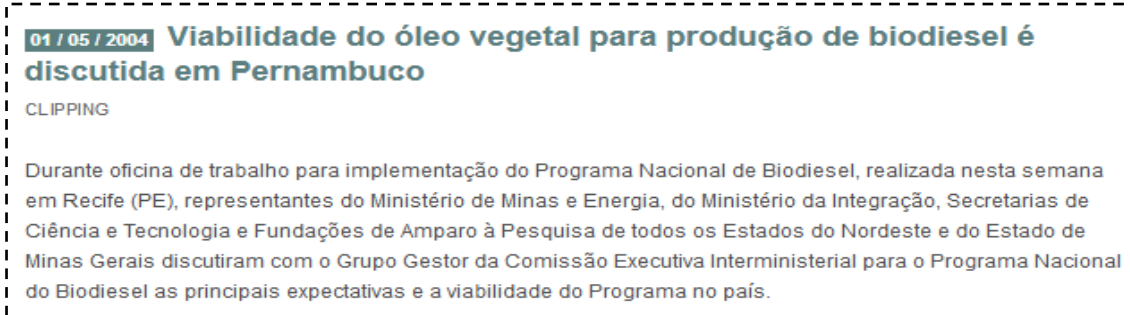 01 / 05 / 2004 Viabilidade do óleo vegetal para produção de biodiesel é
discutida em Pernambuco
CLIPPING
Durante oficina de trabalho para implementação do Programa Nacional de Biodiesel, realizada nesta semana
em Recife (PE), representantes do Ministério de Minas e Energia, do Ministério da Integração, Secretarias de
Ciência e Tecnologia e Fundações de Amparo à Pesquisa de todos os Estados do Nordeste e do Estado de
Minas Gerais discutiram com o Grupo Gestor da Comissão Executiva Interministerial para o Programa Nacional
do Biodiesel as principais expectativas e a viabilidade do Programa no país.